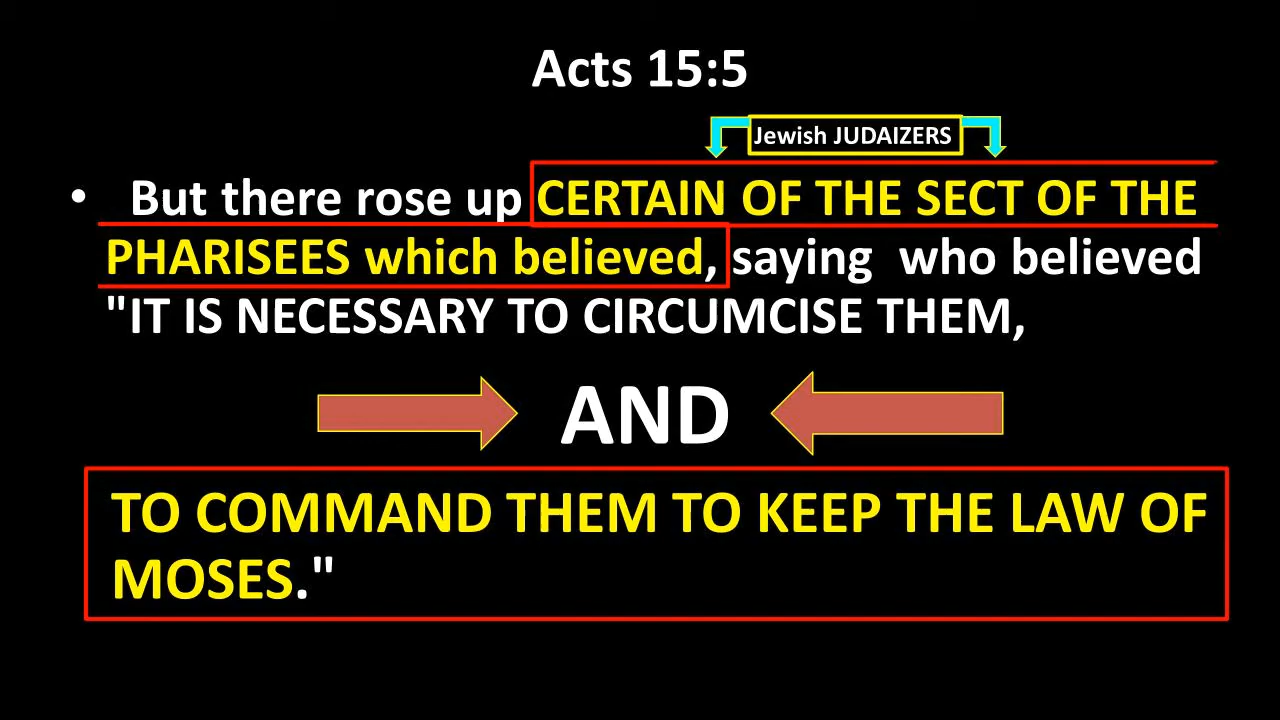 Acts 15:5
Jewish JUDAIZERS
• But there rose up CERTAIN OF THE SECT OF THE
PHARISEES which believed, saying who believed
"IT IS NECESSARY TO CIRCUMCISE THEM,
AND
TO COMMAND THEM TO KEEP THE LAW OF
MOSES."